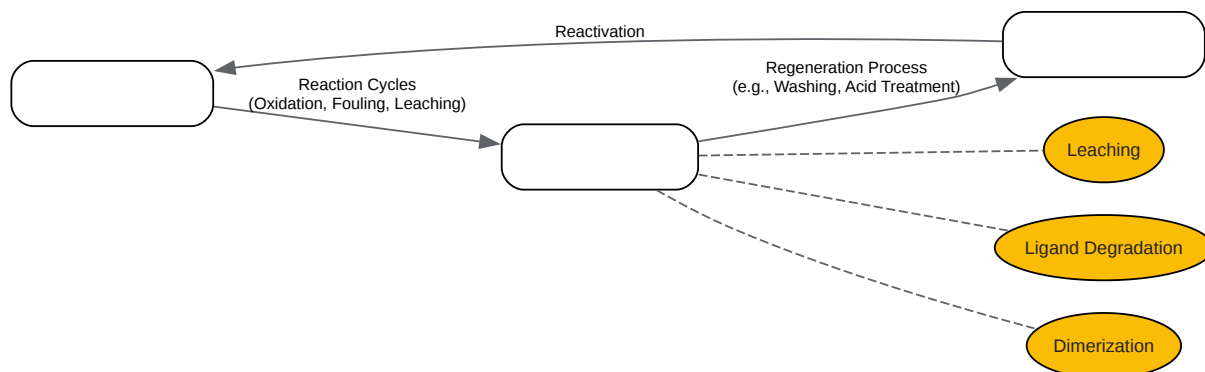 Reactivation
Reaction Cycles
(Oxidation, Fouling, Leaching)
Regeneration Process
(e.g., Washing, Acid Treatment)
Leaching
Ligand Degradation
Dimerization